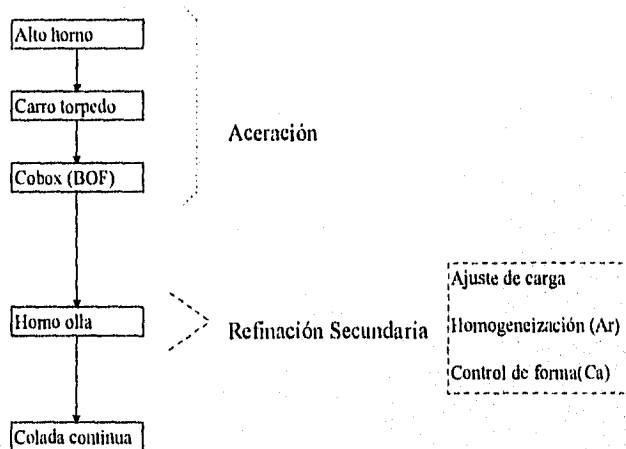 Alto horno
Carro torpedo
Aceración
Cobox (BOF)
Ajuste de carga
Horno olla
Refinación Secundaria
Homogeneización (Ar)
Control de forma(Ca)
Colada continua